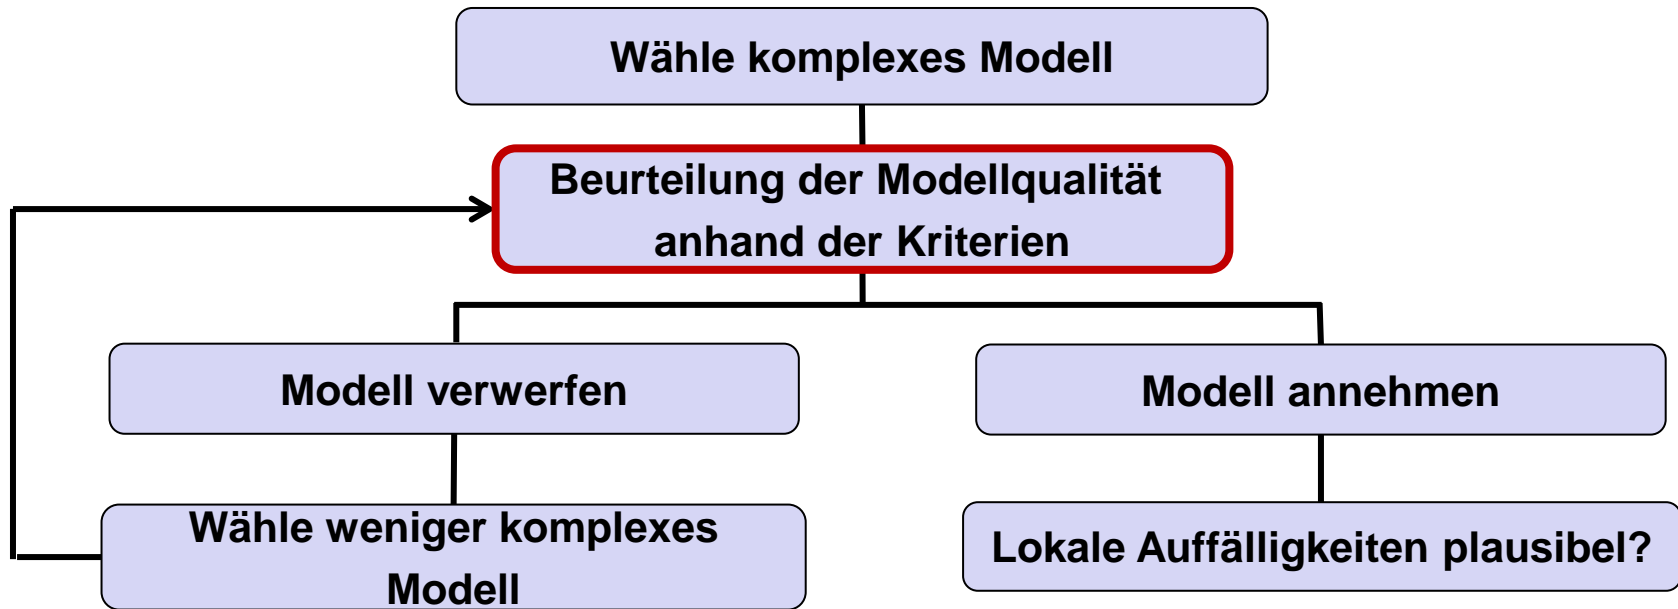 Wähle komplexes Modell
Beurteilung der Modellqualität
anhand der Kriterien
Modell verwerfen
Modell annehmen
Wähle weniger komplexes
Modell
Lokale Auffälligkeiten plausibel?